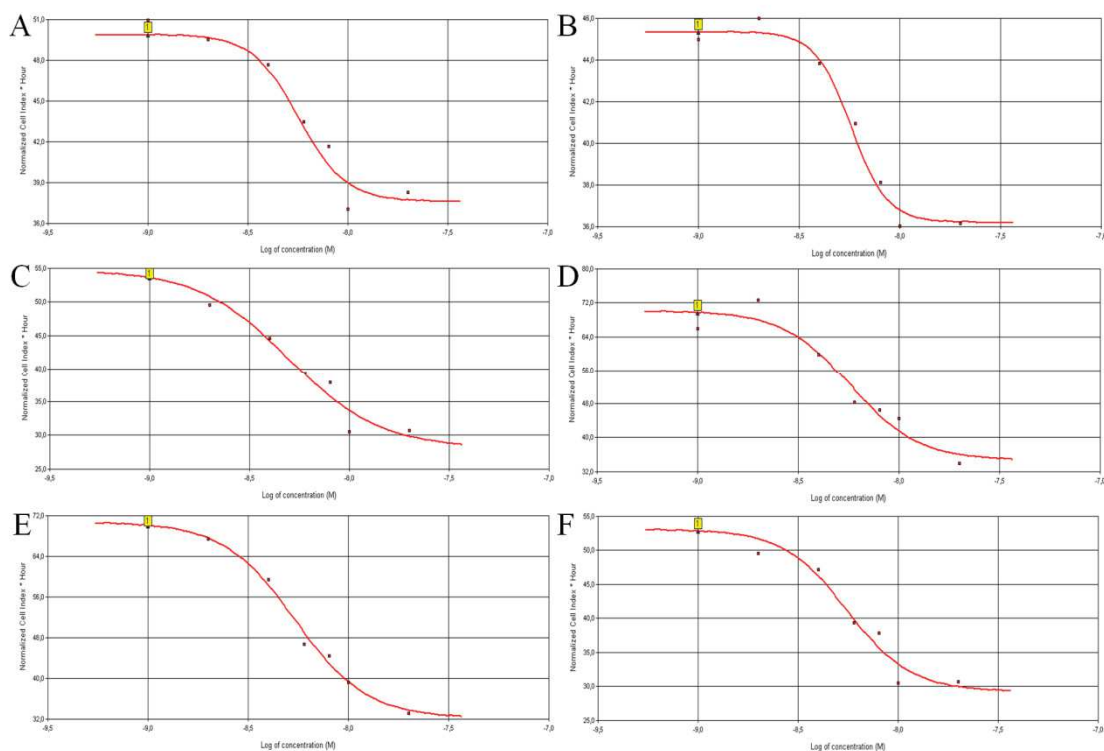 A
Normalized Cell Index * Hour
51,0
48,0
45,0
42,0
39,0
36,0
1
-9,5 -9,0 -8,5 -8,0 -7,5 -7,0
Log of concentration (M)
B
Normalized Cell Index * Hour
46,0
44,0
42,0
40,0
38,0
36,0
1
-9,5 -9,0 -8,5 -8,0 -7,5 -7,0
Log of concentration (M)
C
Normalized Cell Index * Hour
55,0
50,0
45,0
40,0
35,0
30,0
25,0
1
-9,5 -9,0 -8,5 -8,0 -7,5 -7,0
Log of concentration (M)
D
Normalized Cell Index * Hour
80,0
72,0
64,0
56,0
48,0
40,0
32,0
1
-9,5 -9,0 -8,5 -8,0 -7,5 -7,0
Log of concentration (M)
E
Normalized Cell Index * Hour
72,0
64,0
56,0
48,0
40,0
32,0
1
-9,5 -9,0 -8,5 -8,0 -7,5 -7,0
Log of concentration (M)
F
Normalized Cell Index * Hour
55,0
50,0
45,0
40,0
35,0
30,0
25,0
1
-9,5 -9,0 -8,5 -8,0 -7,5 -7,0
Log of concentration (M)